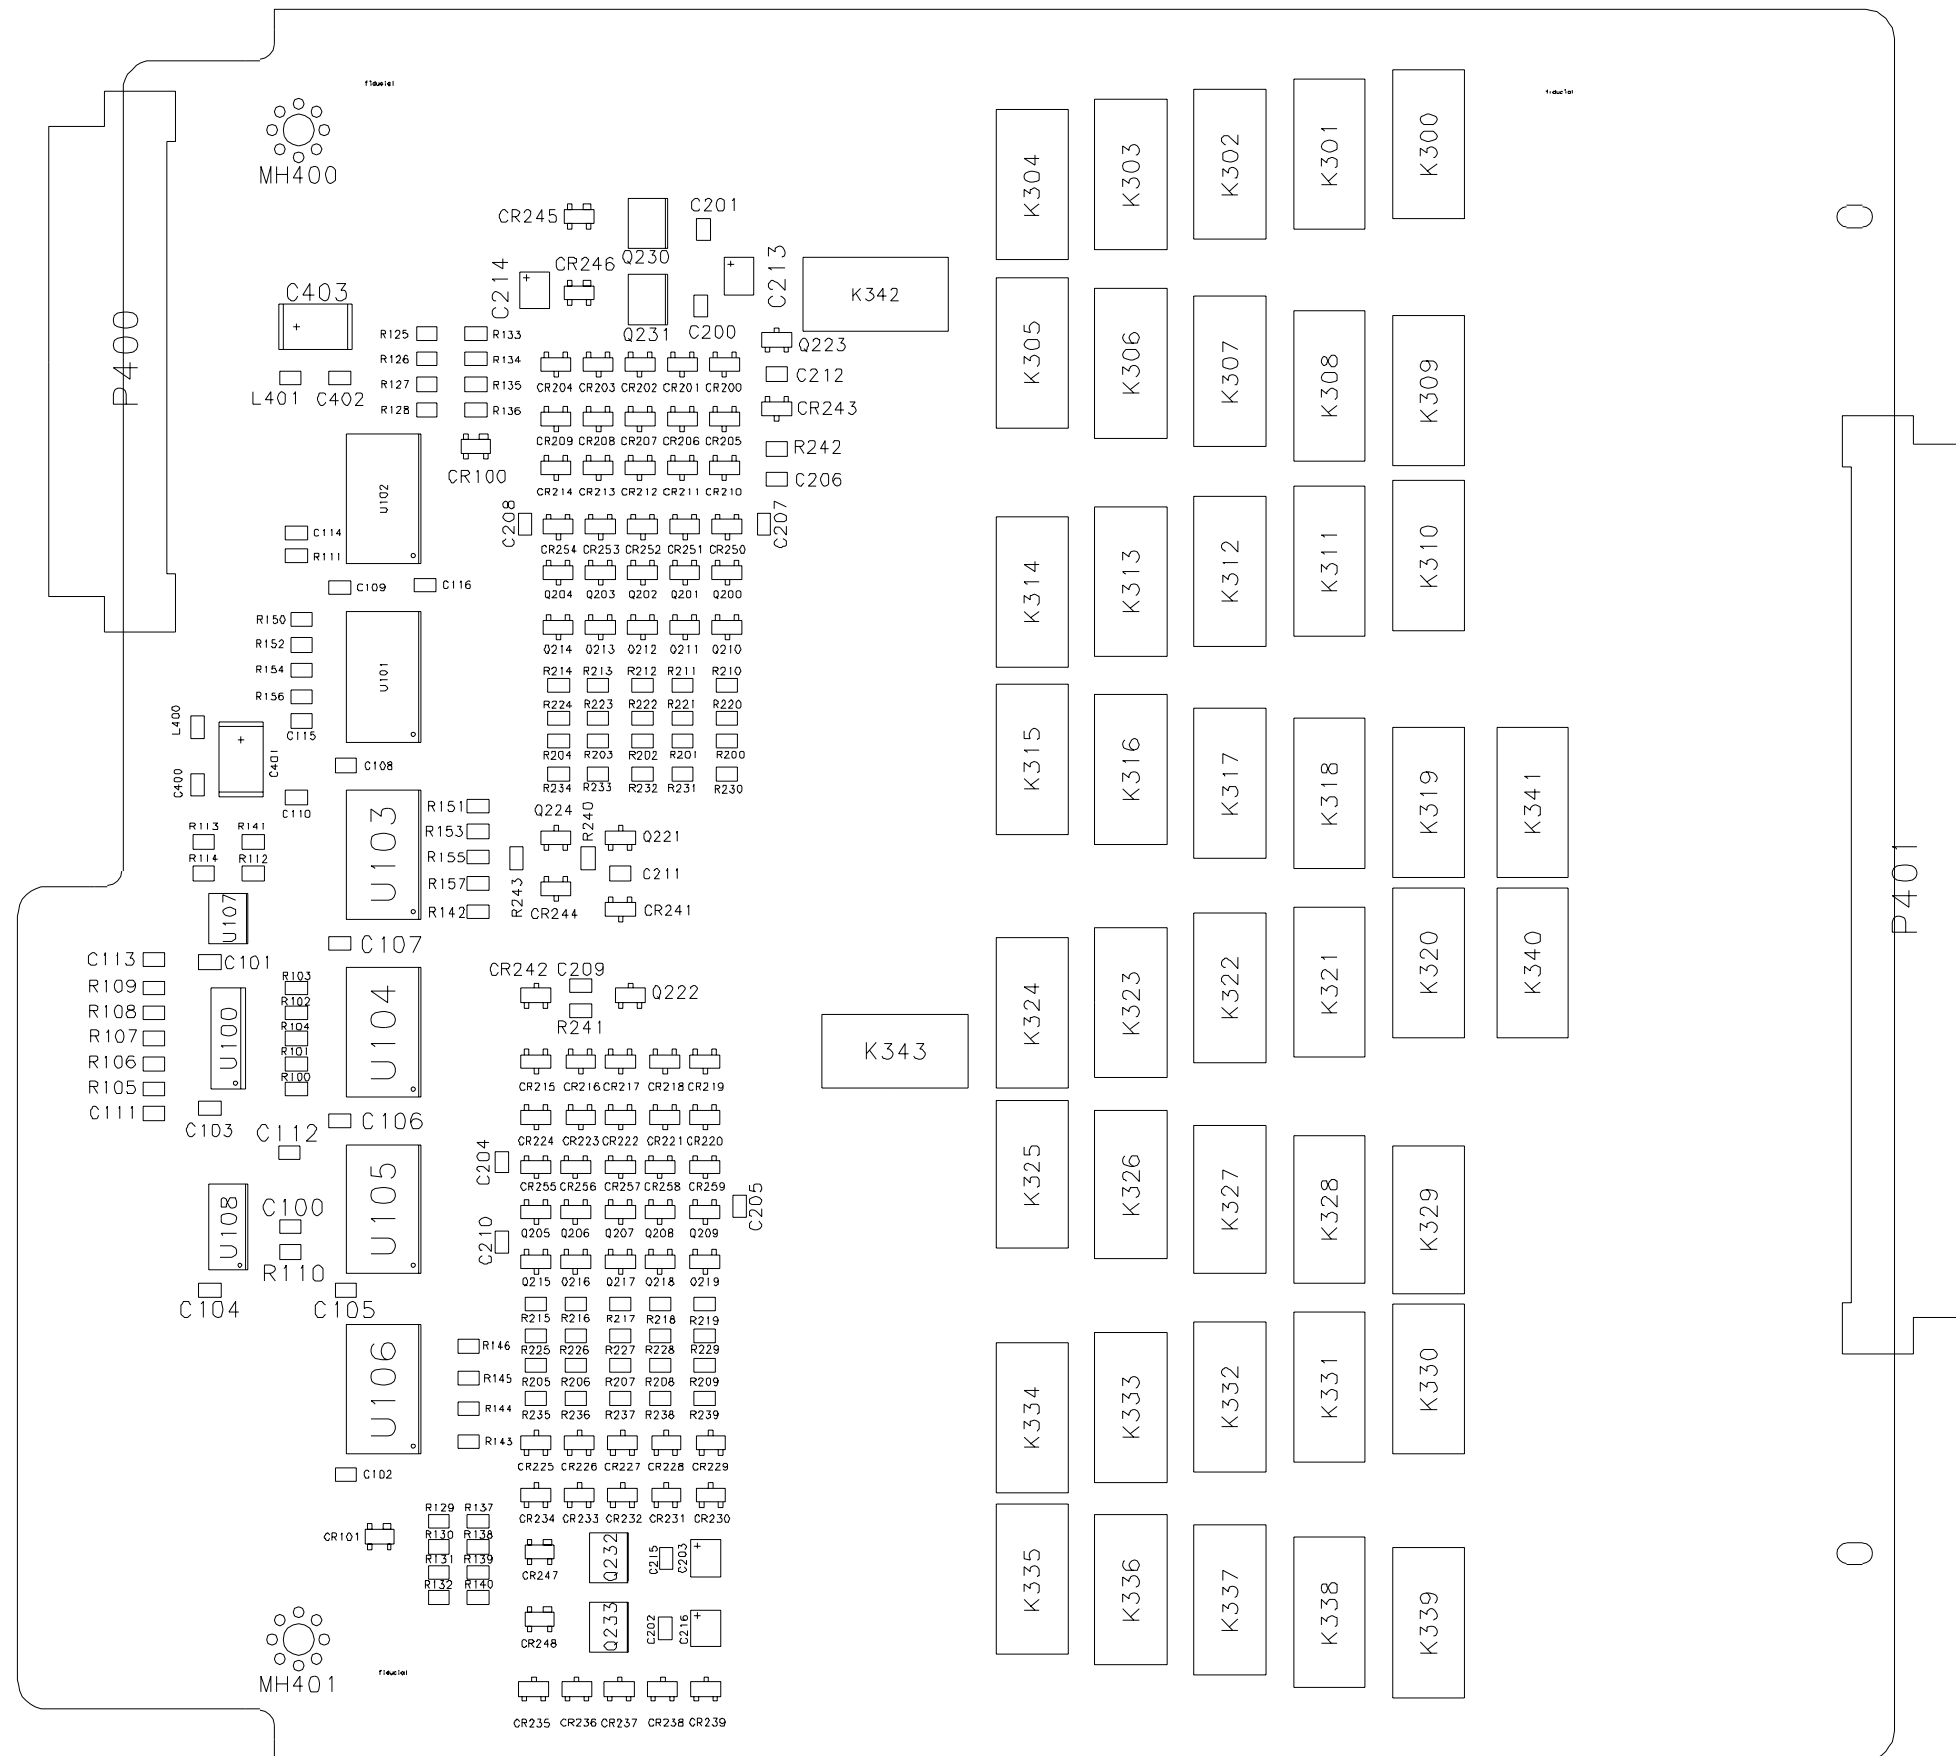 fiducial
fiducial
MH400
K304
K303
K302
K301
K300
CR245
Q230
C201
C214
CR246
Q231
C213
C200
K342
P400
C403
L401
C402
R125
R133
R126
R134
R127
R135
R128
R136
CR100
CR204 CR203 CR202 CR201 CR200
Q223
C212
CR243
CR209 CR208 CR207 CR206 CR205
R242
C206
CR214 CR213 CR212 CR211 CR210
K305
K306
K307
K308
K309
U102
C114
R111
C109
C116
C208
C207
CR254 CR253 CR252 CR251 CR250
Q204 Q203 Q202 Q201 Q200
Q214 Q213 Q212 Q211 Q210
R214 R213 R212 R211 R210
R224 R223 R222 R221 R220
R204 R203 R202 R201 R200
R234 R233 R232 R231 R230
K314
K313
K312
K311
K310
R150
R152
R154
R156
C115
U101
L400
C400
C401
C108
C110
R113 R141
R114 R112
U103
R151
R153
R155
R157
R142
Q224
R240
Q221
R243
C211
CR244
CR241
K315
K316
K317
K318
K319
K341
P401
U107
C107
C101
C113
R109
R108
R107
R106
R105
C111
U100
C103
R103
R102
R104
R101
R100
U104
CR242 C209
Q222
R241
K343
K324
K323
K322
K321
K320
K340
C106
C112
CR215 CR216 CR217 CR218 CR219
CR224 CR223 CR222 CR221 CR220
C204
CR255 CR256 CR257 CR258 CR259
C205
Q205 Q206 Q207 Q208 Q209
C210
Q215 Q216 Q217 Q218 Q219
R215 R216 R217 R218 R219
R225 R226 R227 R228 R229
R205 R206 R207 R208 R209
R235 R236 R237 R238 R239
CR225 CR226 CR227 CR228 CR229
CR234 CR233 CR232 CR231 CR230
K325
K326
K327
K328
K329
U105
U108
C100
R110
C104
C105
U106
R146
R145
R144
R143
C102
K334
K333
K332
K331
K330
CR101
R129 R137
R130 R138
R131 R139
R132 R140
CR247
Q232
C215
C203
CR248
Q233
C202
C216
K335
K336
K337
K338
K339
MH401
fiducial
CR235 CR236 CR237 CR238 CR239